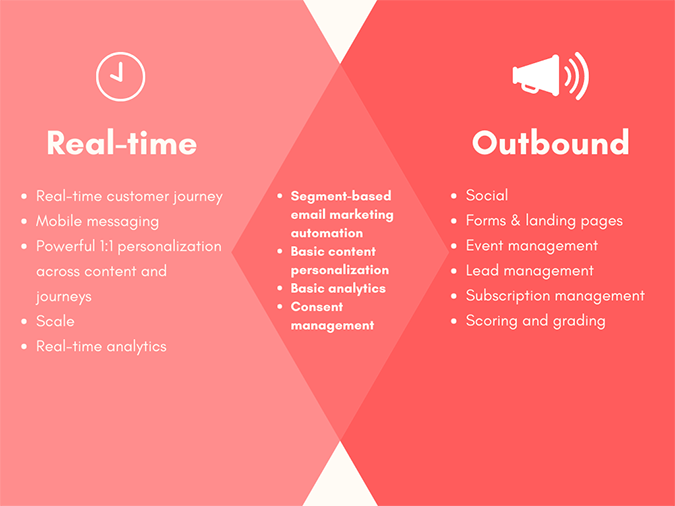 Real-time
• Real-time customer journey
• Mobile messaging
• Powerful 1:1 personalization
across content and
journeys
• Scale
• Real-time analytics
• Segment-based
email marketing
automation
• Basic content
personalization
• Basic analytics
• Consent
management
Outbound
• Social
• Forms & landing pages
• Event management
• Lead management
• Subscription management
• Scoring and grading